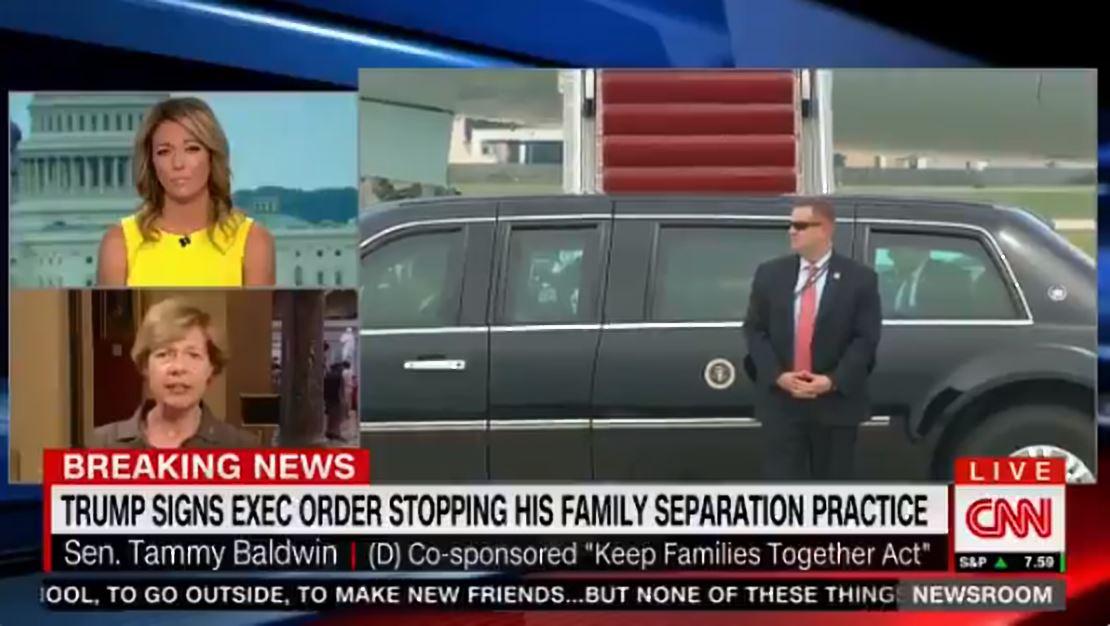 BREAKING NEWS
TRUMP SIGNS EXEC ORDER STOPPING HIS FAMILY SEPARATION PRACTICE
Sen. Tammy Baldwin | (D) Co-sponsored "Keep Families Together Act"
LIVE
CNN
S&P ▲ 7.59
OOL, TO GO OUTSIDE, TO MAKE NEW FRIENDS...BUT NONE OF THESE THING
NEWSROOM